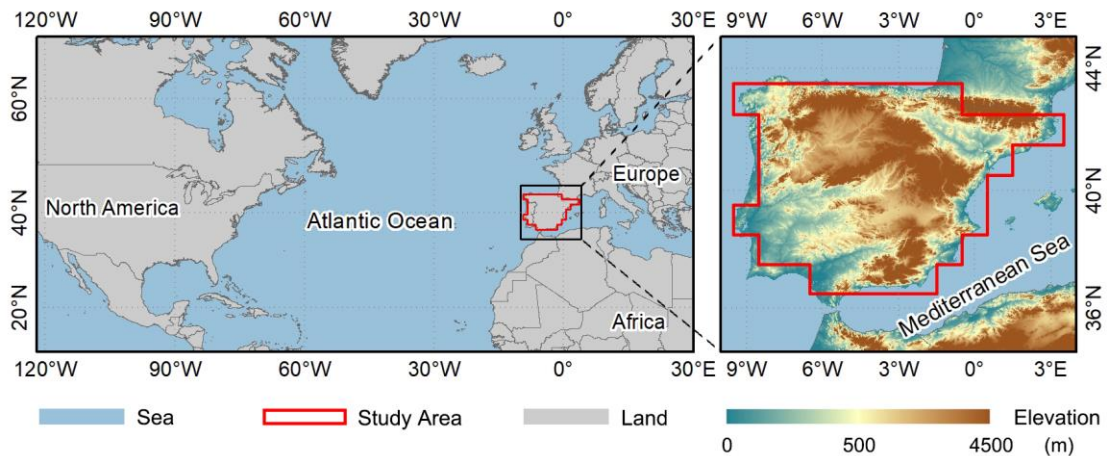 120°W 90°W 60°W 30°W 0° 30°E
9°W 6°W 3°W 0° 3°E
60°N
40°N
20°N
North America
Atlantic Ocean
Europe
Africa
44°N
40°N
36°N
Mediterranean Sea
120°W 90°W 60°W 30°W 0° 30°E
9°W 6°W 3°W 0° 3°E
Sea
Study Area
Land
Elevation
0 500 4500 (m)